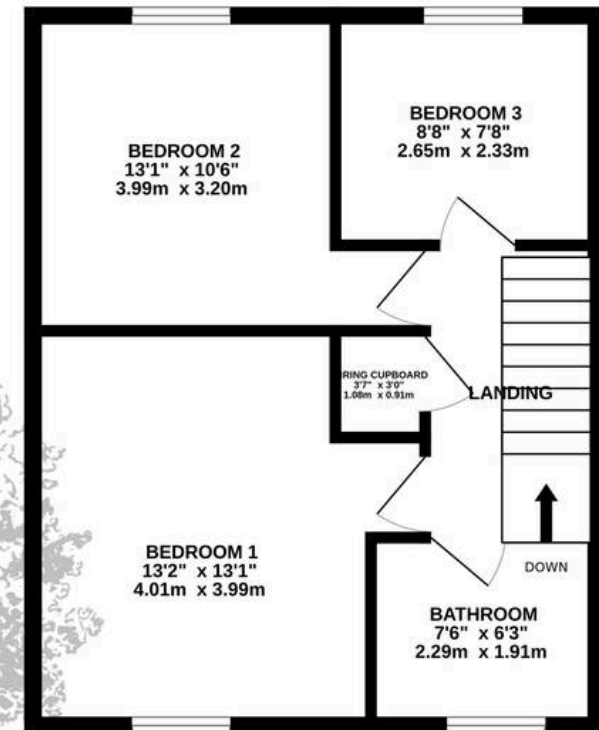 BEDROOM 2
13'1" x 10'6"
3.99m x 3.20m
BEDROOM 3
8'8" x 7'8"
2.65m x 2.33m
RING CUPBOARD
3'7" x 3'0"
1.08m x 0.91m
LANDING
BEDROOM 1
13'2" x 13'1"
4.01m x 3.99m
DOWN
BATHROOM
7'6" x 6'3"
2.29m x 1.91m